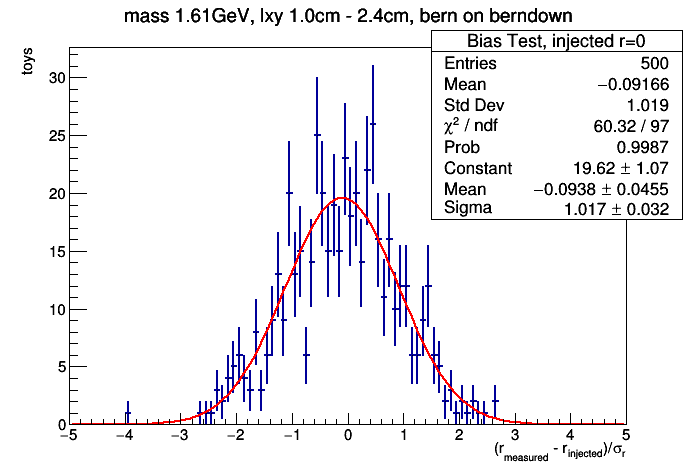 mass 1.61GeV, lxy 1.0cm - 2.4cm, bern on berndown
toys
Bias Test, injected r=0
Entries 500
Mean −0.09166
Std Dev 1.019
χ² / ndf 60.32 / 97
Prob 0.9987
Constant 19.62 ± 1.07
Mean −0.0938 ± 0.0455
Sigma 1.017 ± 0.032
30
25
20
15
10
5
0
−5 −4 −3 −2 −1 0 1 2 3 4 5
(r_measured - r_injected)/σ_r